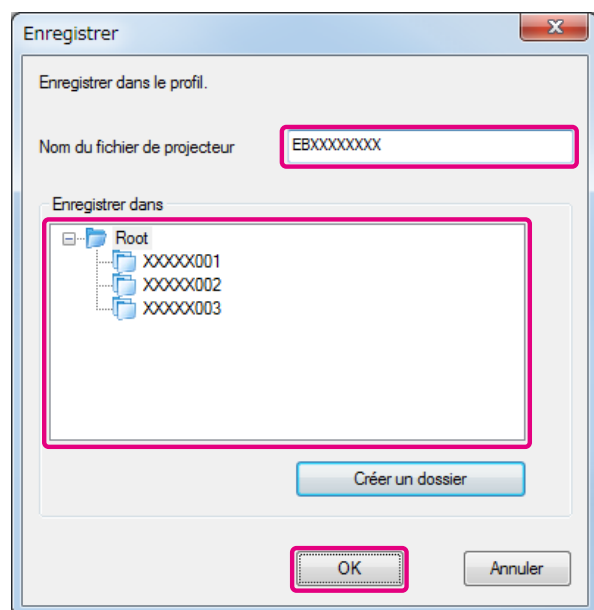 Enregistrer
Enregistrer dans le profil.
Nom du fichier de projecteur EBXXXXXXXX
Enregistrer dans
Root
XXXXX001
XXXXX002
XXXXX003
Créer un dossier
OK Annuler